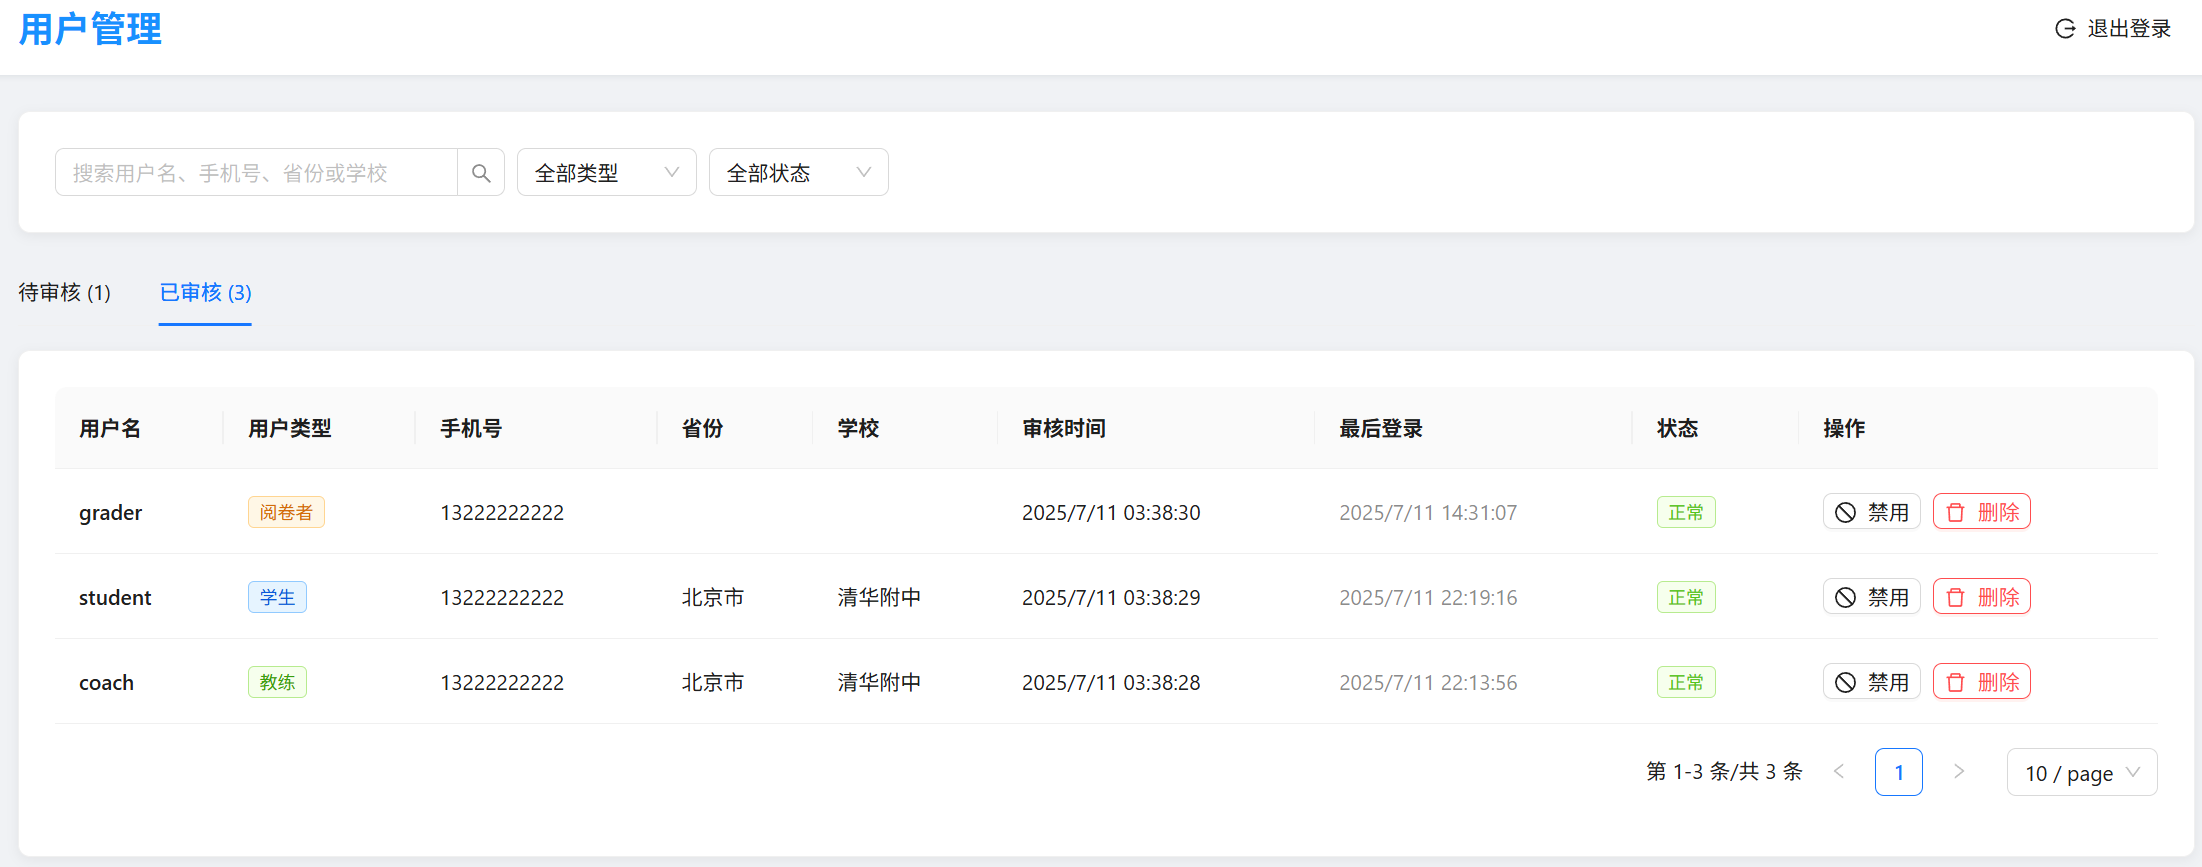 用户管理
退出登录
搜索用户名、手机号、省份或学校
全部类型
全部状态
待审核 (1)
已审核 (3)
用户名 用户类型 手机号 省份 学校 审核时间 最后登录 状态 操作
grader 阅卷者 13222222222 2025/7/11 03:38:30 2025/7/11 14:31:07 正常 禁用 删除
student 学生 13222222222 北京市 清华附中 2025/7/11 03:38:29 2025/7/11 22:19:16 正常 禁用 删除
coach 教练 13222222222 北京市 清华附中 2025/7/11 03:38:28 2025/7/11 22:13:56 正常 禁用 删除
第 1-3 条/共 3 条 < 1 > 10 / page